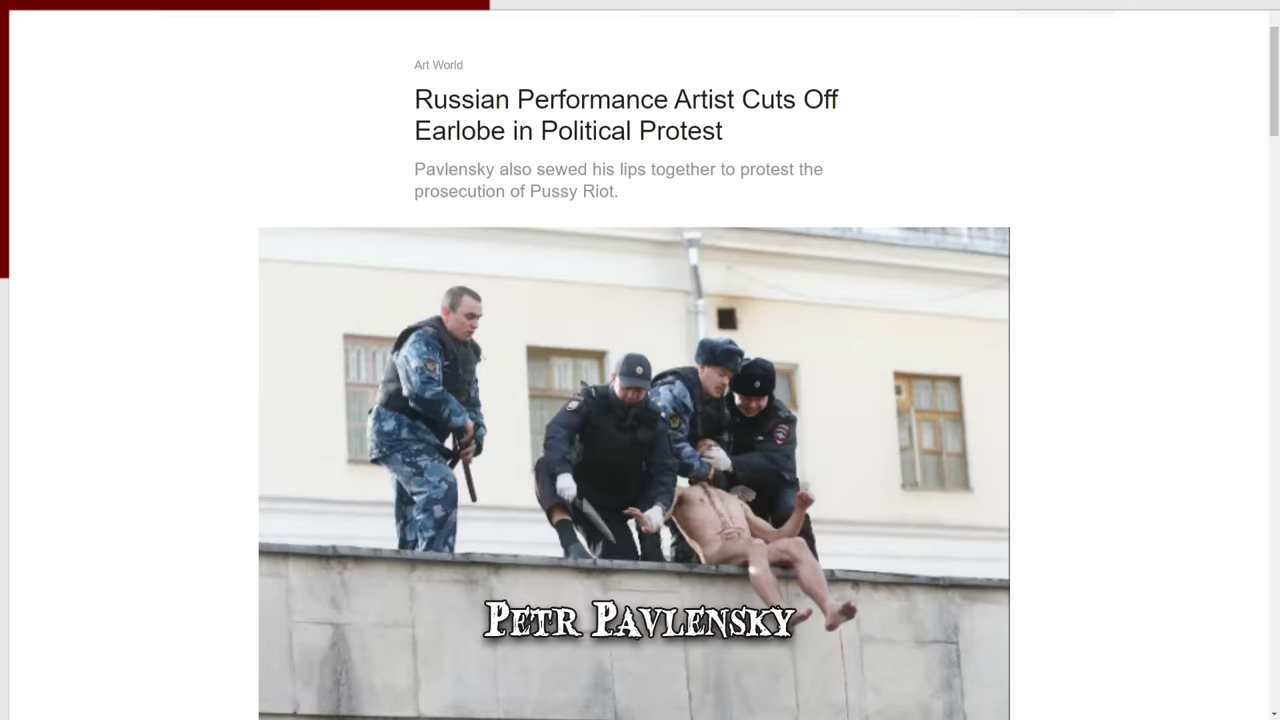 Art World
Russian Performance Artist Cuts Off
Earlobe in Political Protest
Pavlensky also sewed his lips together to protest the
prosecution of Pussy Riot.
Petr Pavlensky